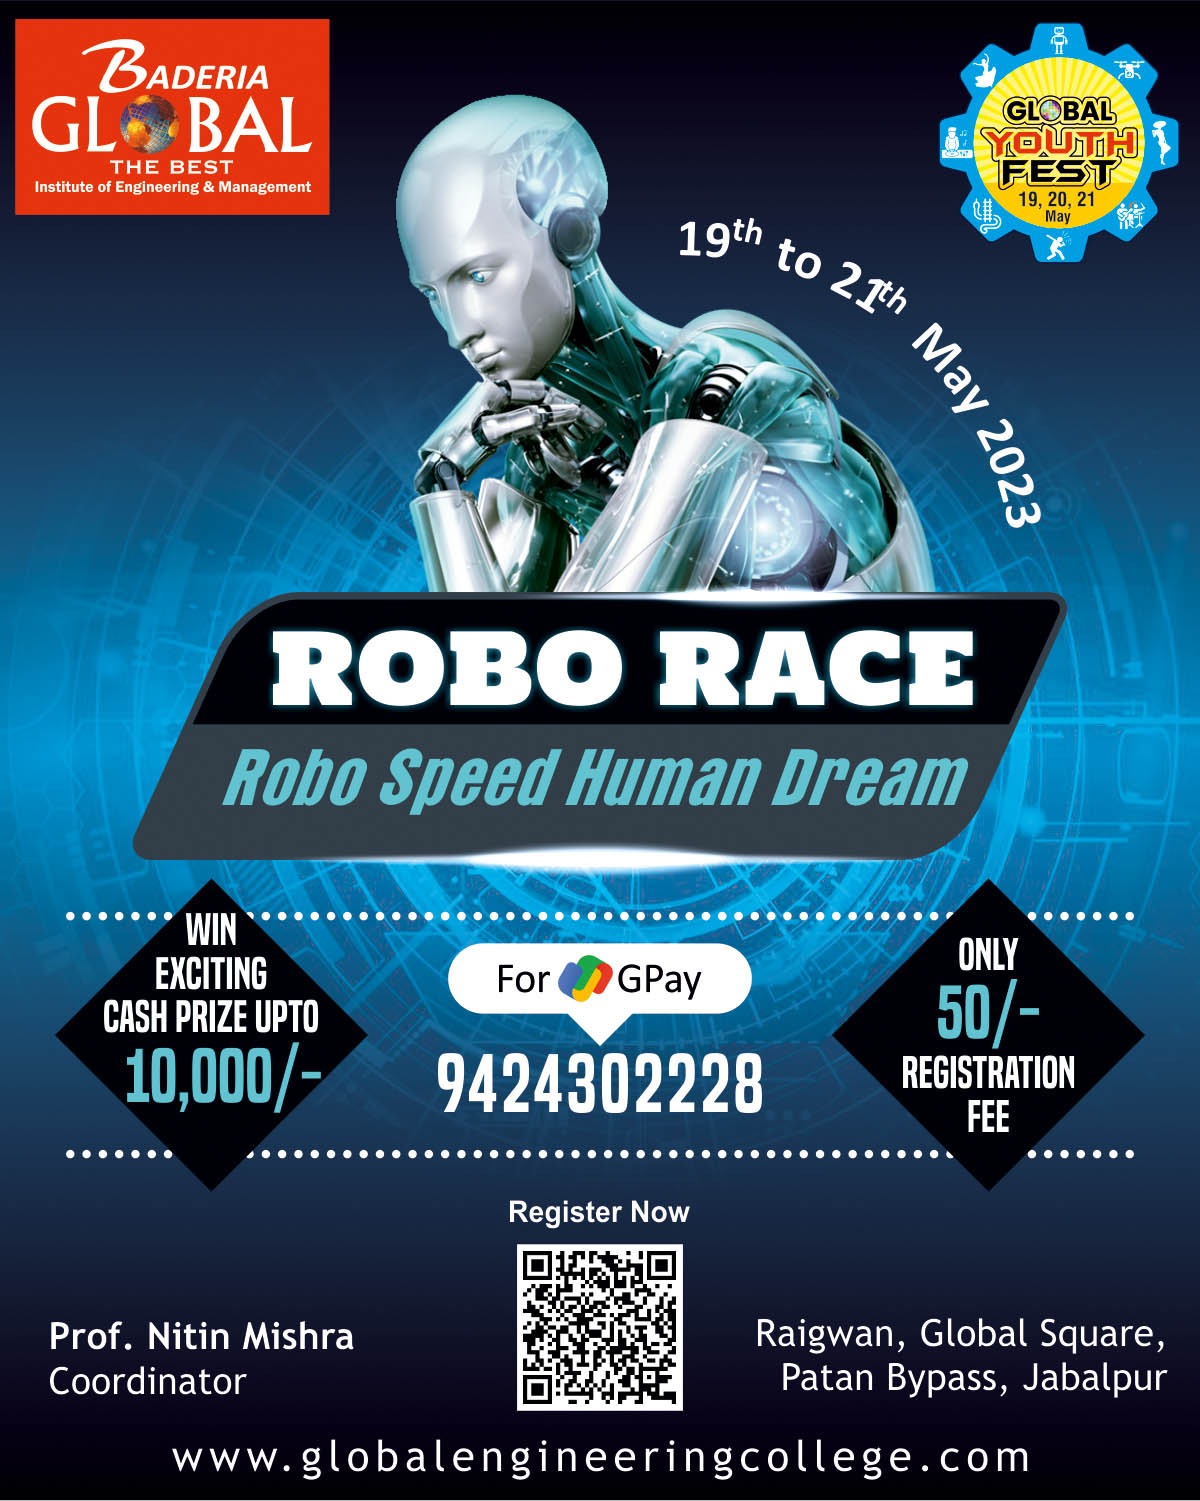 BADERIA
GLOBAL
THE BEST
Institute of Engineering & Management
GLOBAL
YOUTH
FEST
19, 20, 21
May
19th to 21th May 2023
ROBO RACE
Robo Speed Human Dream
WIN
EXCITING
CASH PRIZE UPTO
10,000/-
For GPay
9424302228
ONLY
50/-
REGISTRATION
FEE
Register Now
Prof. Nitin Mishra
Coordinator
Raigwan, Global Square,
Patan Bypass, Jabalpur
www.globalengineeringcollege.com